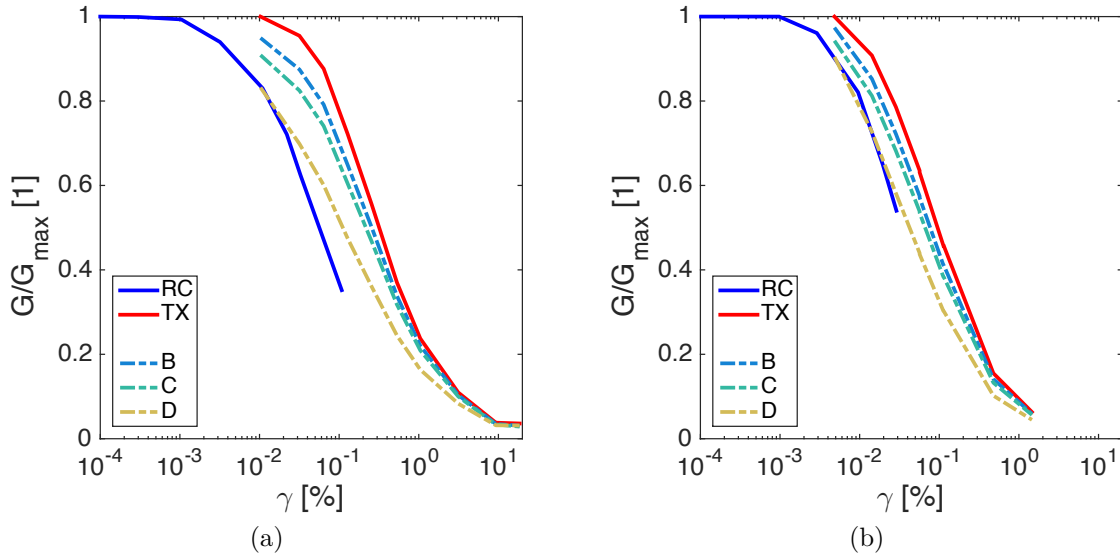 1
0.8
0.6
0.4
0.2
0
G/G_max [1]
RC
TX
B
C
D
10^-4
10^-3
10^-2
10^-1
10^0
10^1
γ [%]
(a)
1
0.8
0.6
0.4
0.2
0
G/G_max [1]
RC
TX
B
C
D
10^-4
10^-3
10^-2
10^-1
10^0
10^1
γ [%]
(b)